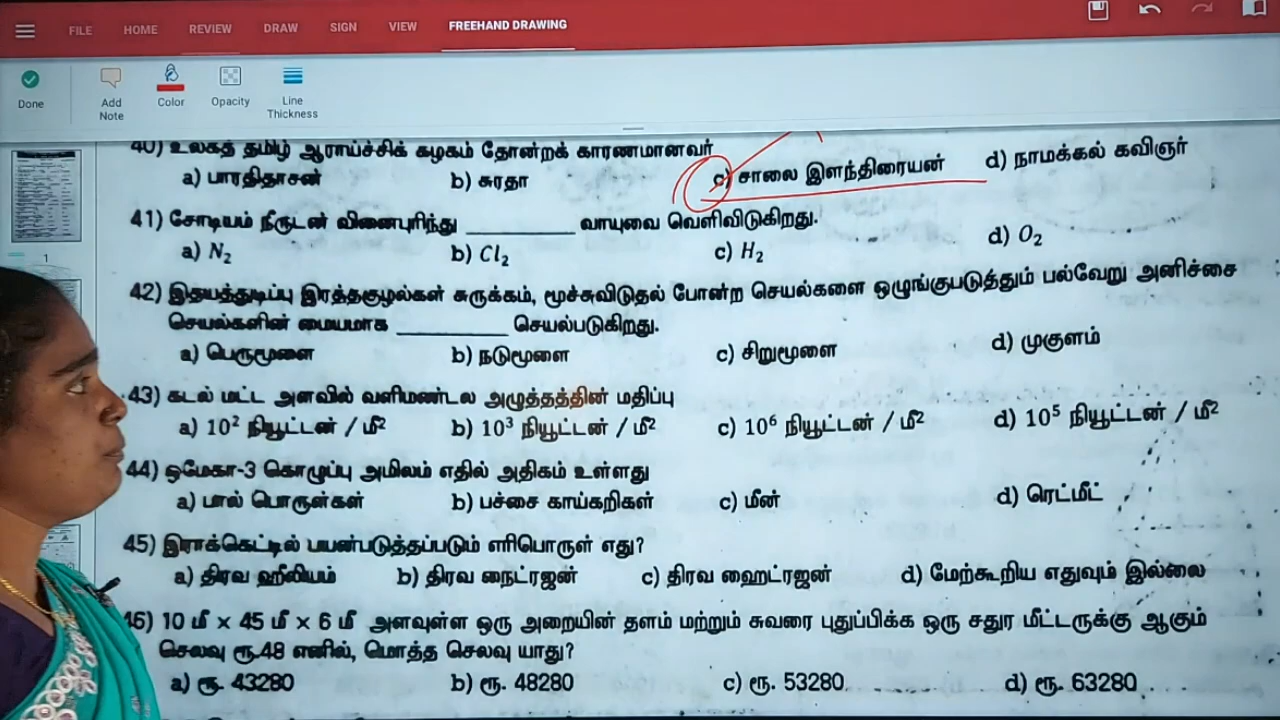 FILE HOME REVIEW DRAW SIGN VIEW FREEHAND DRAWING
Done Add Note Color Opacity Line Thickness
40) உலகத் தமிழ் ஆராய்ச்சிக் கழகம் தோன்றக் காரணமானவர்
a) பாரதிதாசன் b) சுரதா c) சாலை இளந்திரையன் d) நாமக்கல் கவிஞர்
41) சோடியம் நீருடன் வினைபுரிந்து __________ வாயுவை வெளிவிடுகிறது.
a) N₂ b) Cl₂ c) H₂ d) O₂
42) இதயத்துடிப்பு இரத்தகுழல்கள் சுருக்கம், மூச்சுவிடுதல் போன்ற செயல்களை ஒழுங்குபடுத்தும் பல்வேறு அனிச்சை
செயல்களின் மையமாக __________ செயல்படுகிறது.
a) பெருமூளை b) நடுமூளை c) சிறுமூளை d) முகுளம்
43) கடல் மட்ட அளவில் வளிமண்டல அழுத்தத்தின் மதிப்பு
a) 10² நியூட்டன் / மீ² b) 10³ நியூட்டன் / மீ² c) 10⁶ நியூட்டன் / மீ² d) 10⁵ நியூட்டன் / மீ²
44) ஒமேகா-3 கொழுப்பு அமிலம் எதில் அதிகம் உள்ளது
a) பால் பொருள்கள் b) பச்சை காய்கறிகள் c) மீன் d) ரெட்மீட்
45) இராக்கெட்டில் பயன்படுத்தப்படும் எரிபொருள் எது?
a) திரவ ஹீலியம் b) திரவ நைட்ரஜன் c) திரவ ஹைட்ரஜன் d) மேற்கூறிய எதுவும் இல்லை
46) 10 மீ × 45 மீ × 6 மீ அளவுள்ள ஒரு அறையின் தளம் மற்றும் சுவரை புதுப்பிக்க ஒரு சதுர மீட்டருக்கு ஆகும்
செலவு ரூ.48 எனில், மொத்த செலவு யாது?
a) ரூ. 43280 b) ரூ. 48280 c) ரூ. 53280 d) ரூ. 63280
1